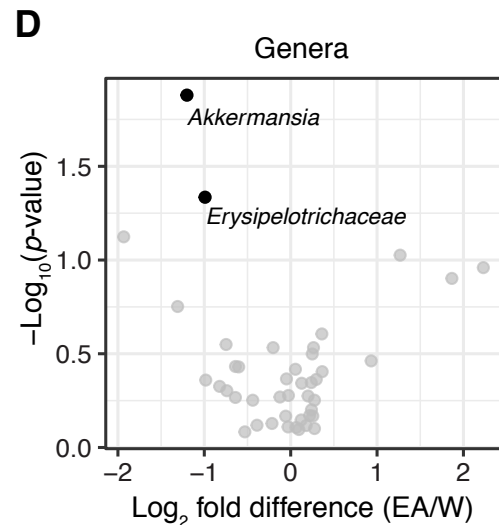 D
Genera
Akkermansia
Erysipelotrichaceae
−Log₁₀(p-value)
1.5
1.0
0.5
0.0
−2 −1 0 1 2
Log₂ fold difference (EA/W)